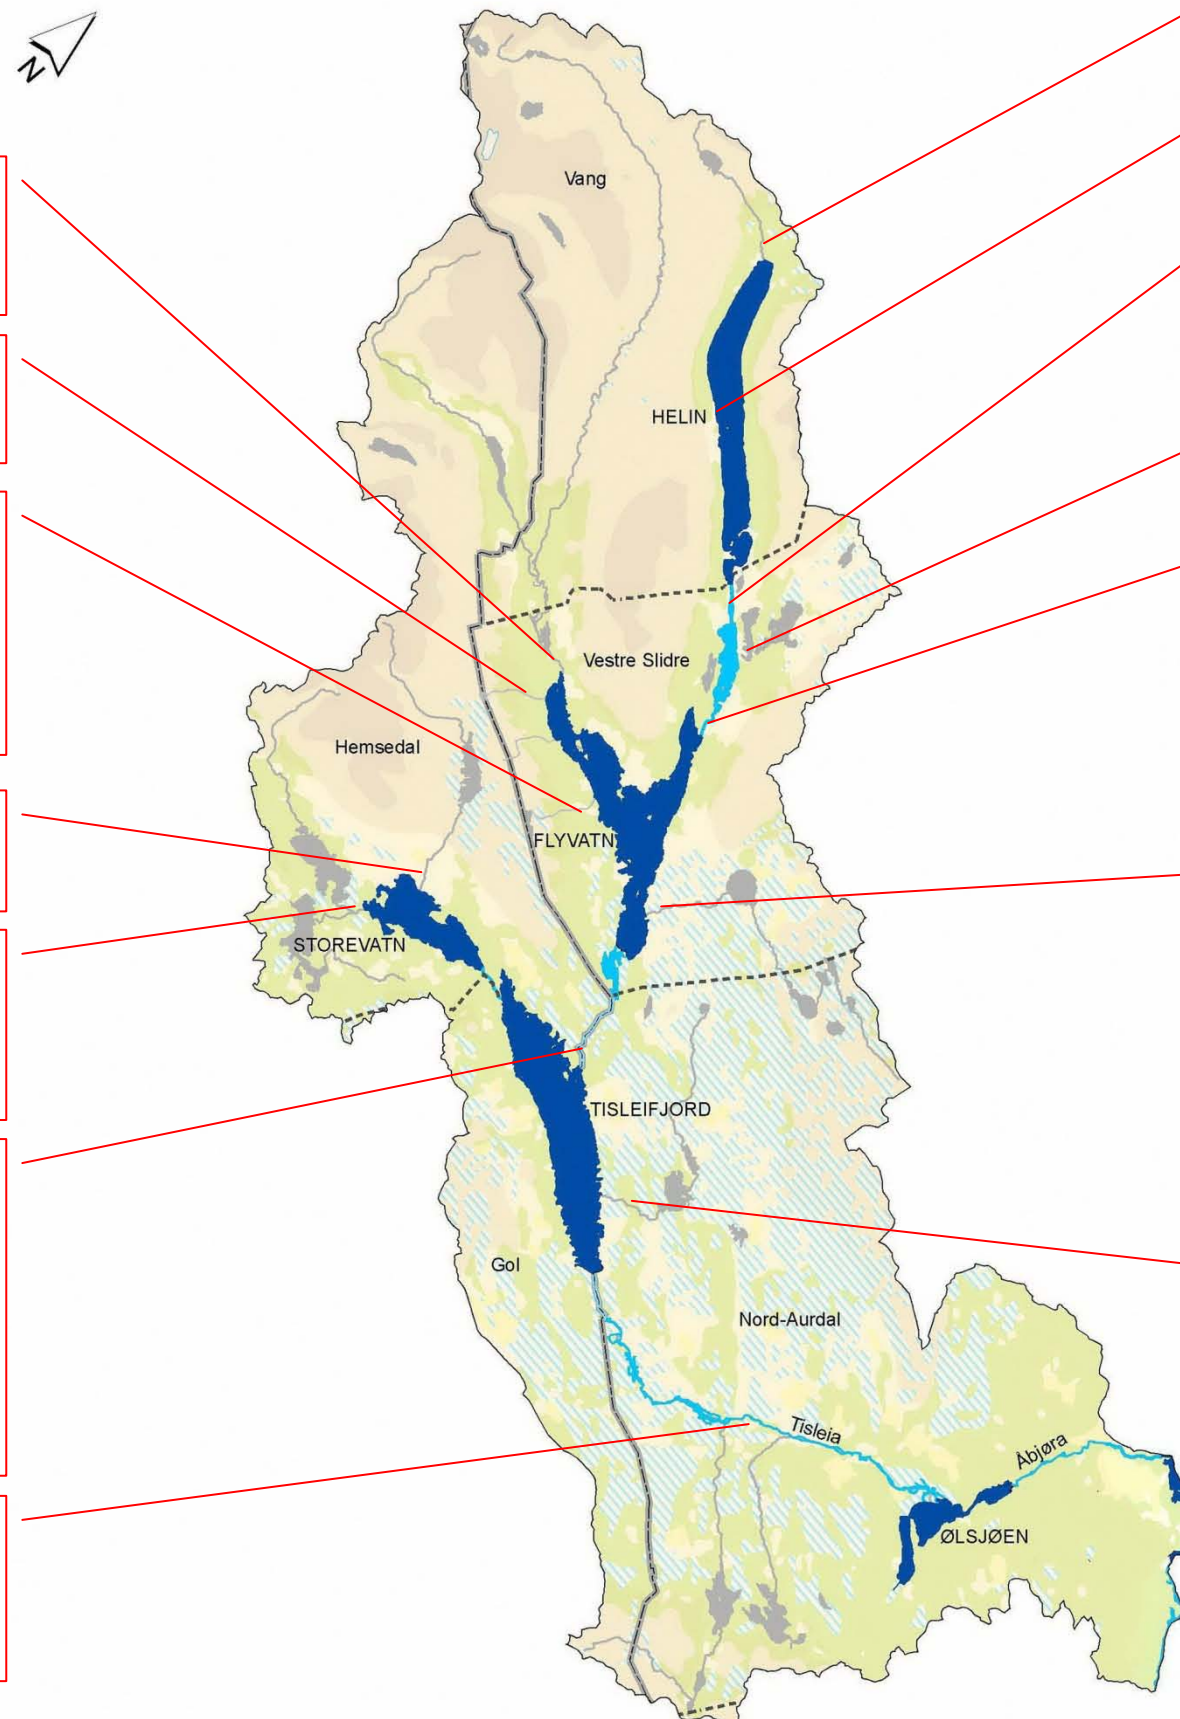 N
Vang
HELIN
Vestre Slidre
Hemsedal
FLYVATN
STOREVATN
TISLEIFJORD
Gol
Nord-Aurdal
Tisleia
Åbjøra
ØLSJØEN